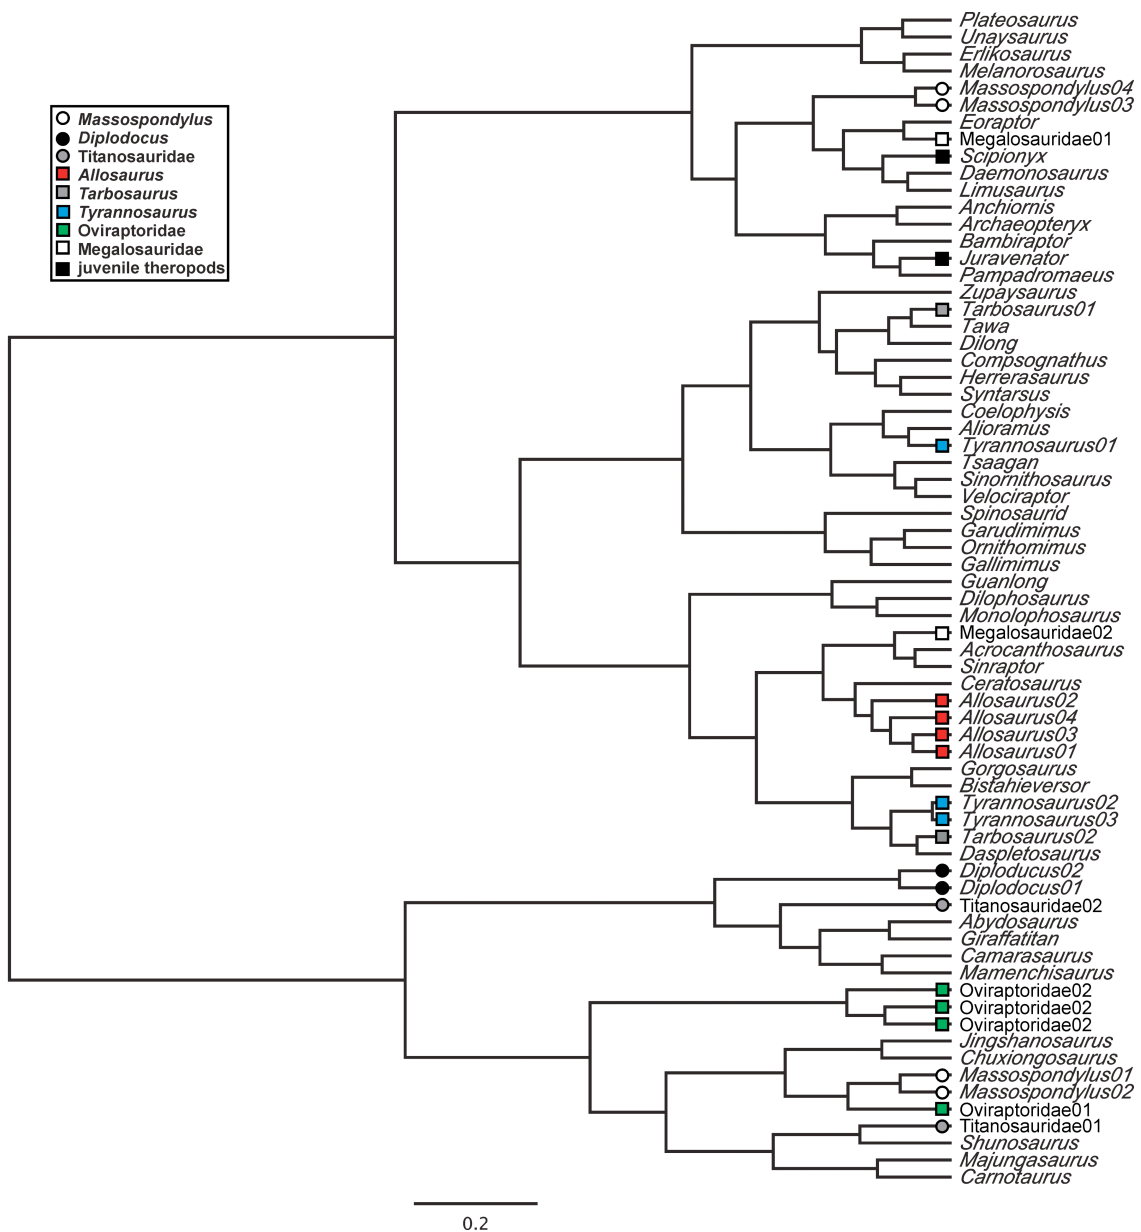 Massospondylus
Diplodocus
Titanosauridae
Allosaurus
Tarbosaurus
Tyrannosaurus
Oviraptoridae
Megalosauridae
juvenile theropods
Plateosaurus
Unaysaurus
Erlikosaurus
Melanorosaurus
Massospondylus04
Massospondylus03
Eoraptor
Megalosauridae01
Scipionyx
Daemonosaurus
Limusaurus
Anchiornis
Archaeopteryx
Bambiraptor
Juravenator
Pampadromaeus
Zupaysaurus
Tarbosaurus01
Tawa
Dilong
Compsognathus
Herrerasaurus
Syntarsus
Coelophysis
Alioramus
Tyrannosaurus01
Tsaagan
Sinornithosaurus
Velociraptor
Spinosaurid
Garudimimus
Ornithomimus
Gallimimus
Guanlong
Dilophosaurus
Monolophosaurus
Megalosauridae02
Acrocanthosaurus
Sinraptor
Ceratosaurus
Allosaurus02
Allosaurus04
Allosaurus03
Allosaurus01
Gorgosaurus
Bistahieversor
Tyrannosaurus02
Tyrannosaurus03
Tarbosaurus02
Daspletosaurus
Diploducus02
Diplodocus01
Titanosauridae02
Abydosaurus
Giraffatitan
Camarasaurus
Mamenchisaurus
Oviraptoridae02
Oviraptoridae02
Oviraptoridae02
Jingshanosaurus
Chuxiongosaurus
Massospondylus01
Massospondylus02
Oviraptoridae01
Titanosauridae01
Shunosaurus
Majungasaurus
Carnotaurus
0.2